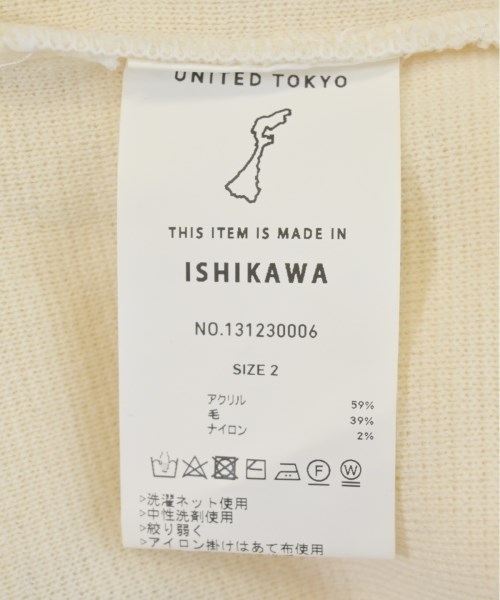 UNITED TOKYO
THIS ITEM IS MADE IN
ISHIKAWA
NO.131230006
SIZE 2
アクリル 59%
毛 39%
ナイロン 2%
F W
>洗濯ネット使用
>中性洗剤使用
>絞り弱く
>アイロン掛けはあて布使用